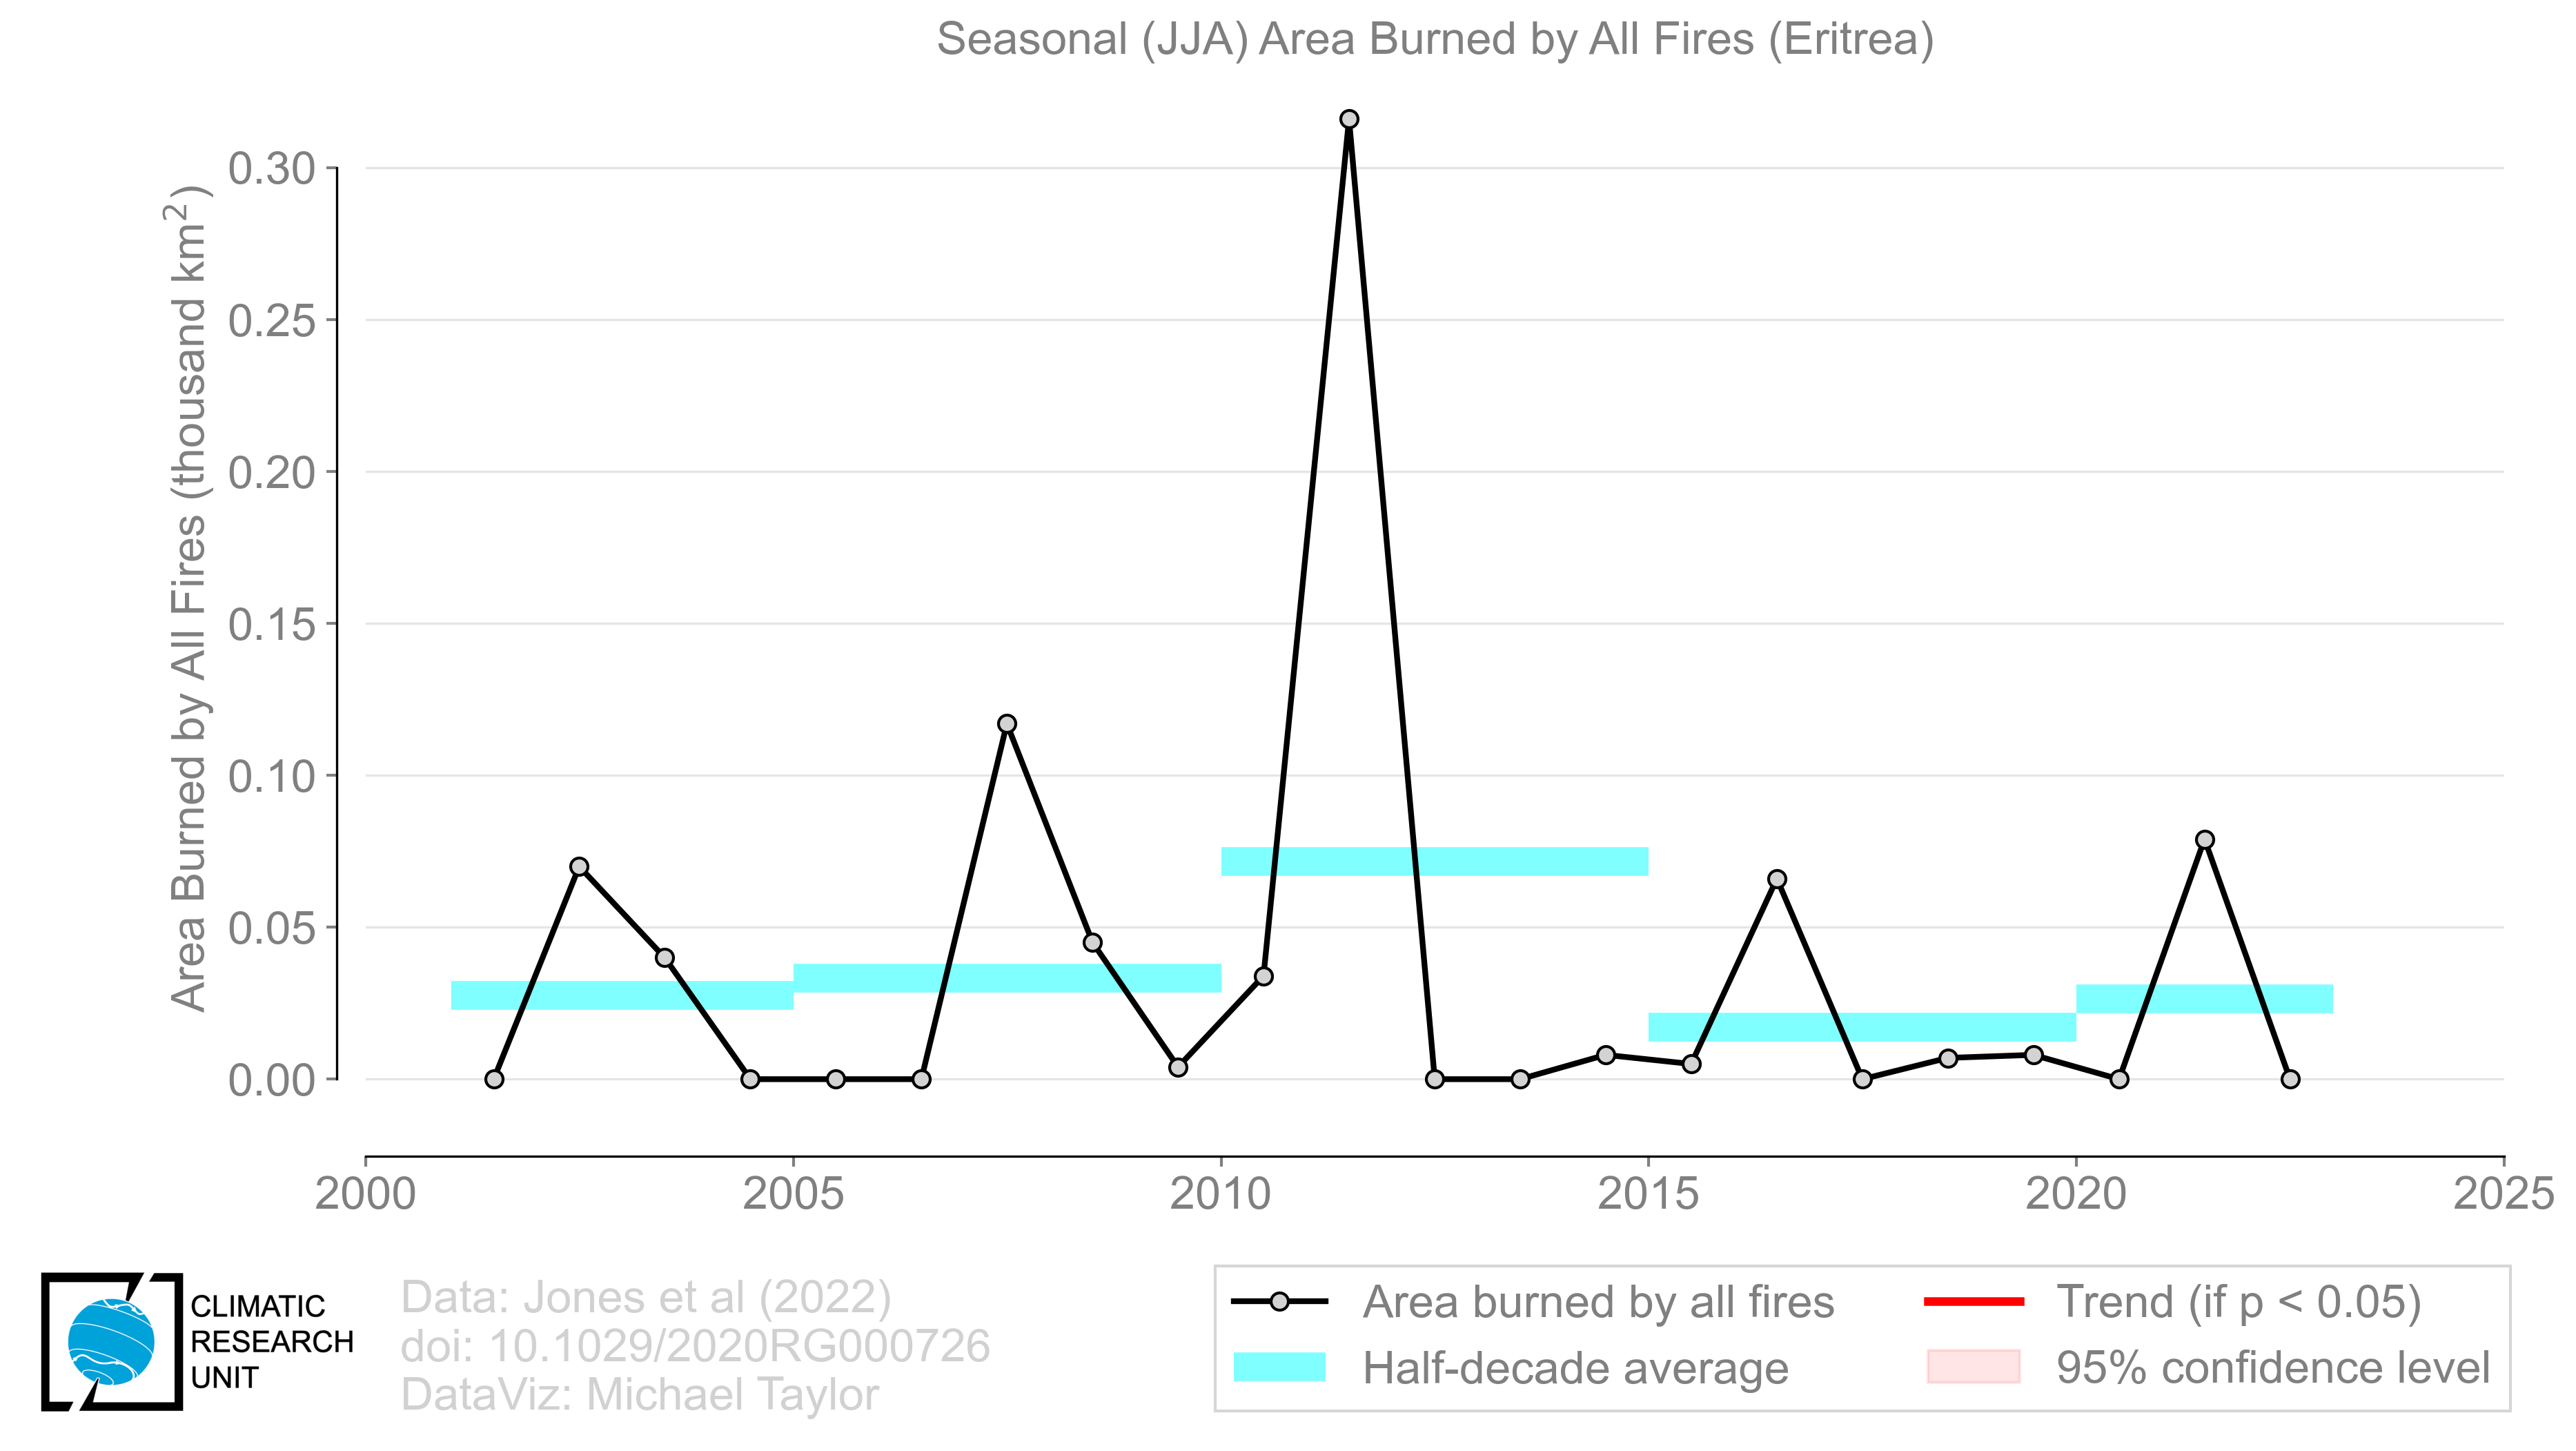 Seasonal (JJA) Area Burned by All Fires (Eritrea)
Area Burned by All Fires (thousand km²)
0.30
0.25
0.20
0.15
0.10
0.05
0.00
2000 2005 2010 2015 2020 2025
CLIMATIC
RESEARCH
UNIT
Data: Jones et al (2022)
doi: 10.1029/2020RG000726
DataViz: Michael Taylor
Area burned by all fires
Half-decade average
Trend (if p < 0.05)
95% confidence level